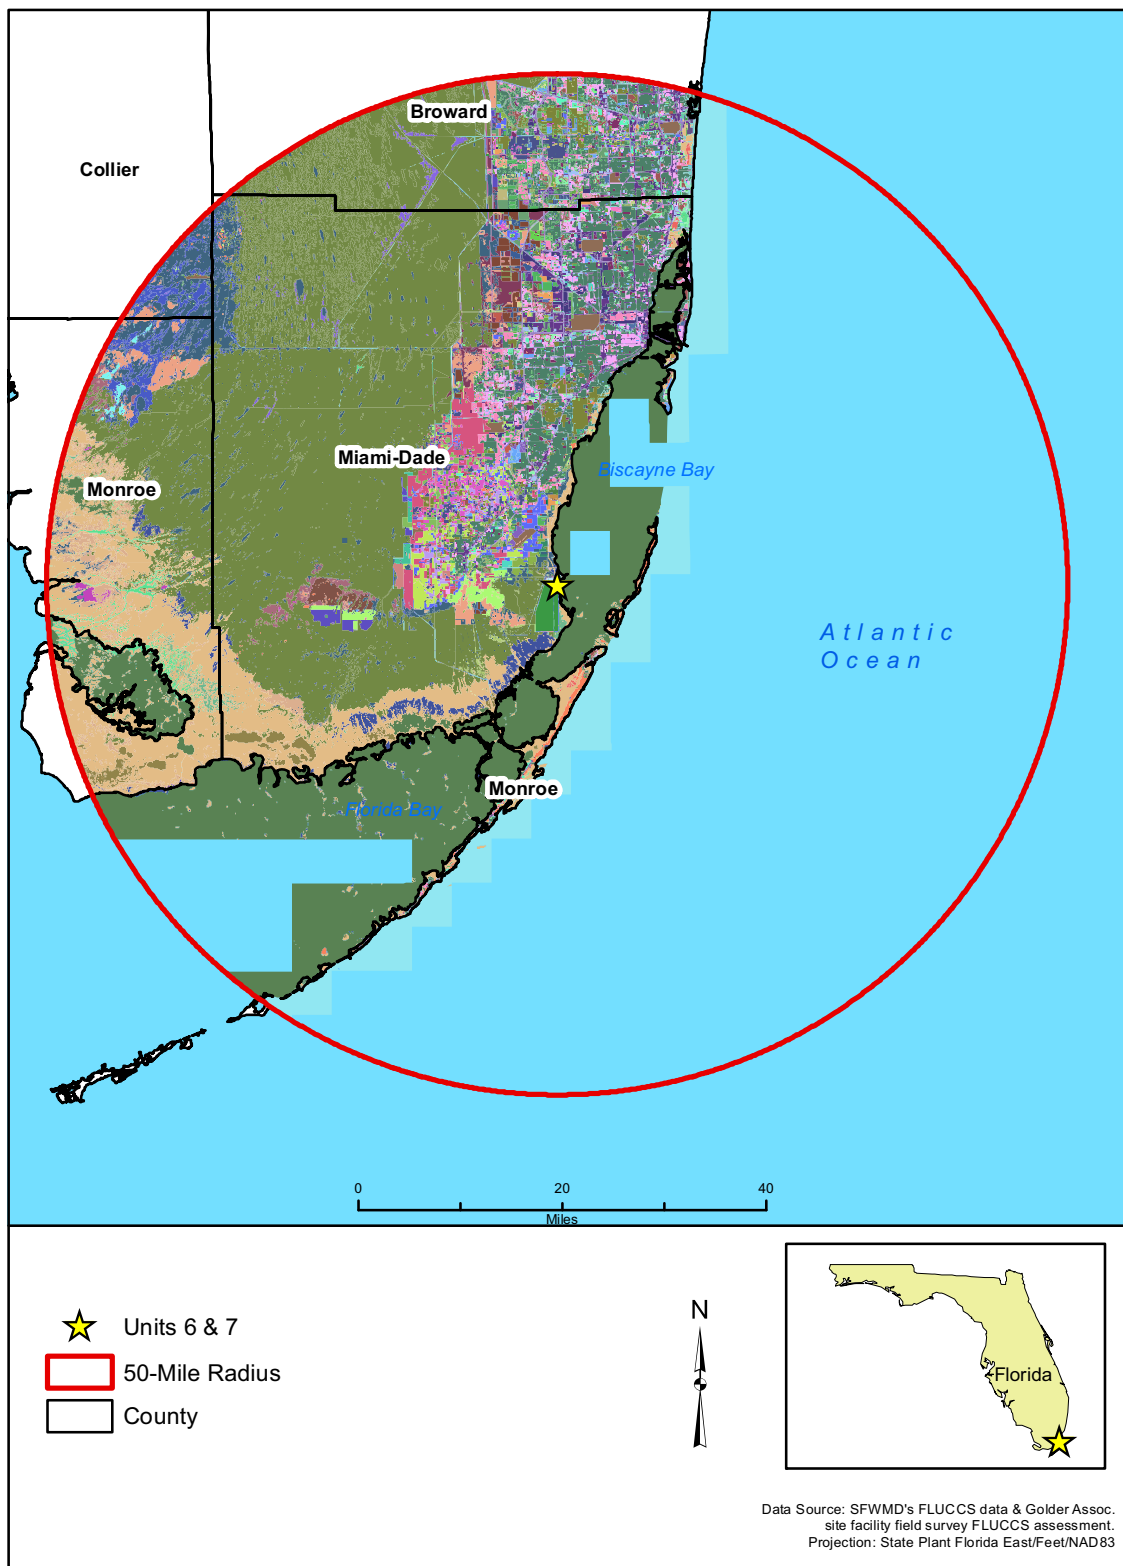 Broward
Collier
Miami-Dade
Biscayne Bay
Monroe
Atlantic
Ocean
Monroe
Florida Bay
0 20 40
Miles
Units 6 & 7
50-Mile Radius
County
N
Florida
Data Source: SFWMD's FLUCCS data & Golder Assoc.
site facility field survey FLUCCS assessment.
Projection: State Plant Florida East/Feet/NAD83